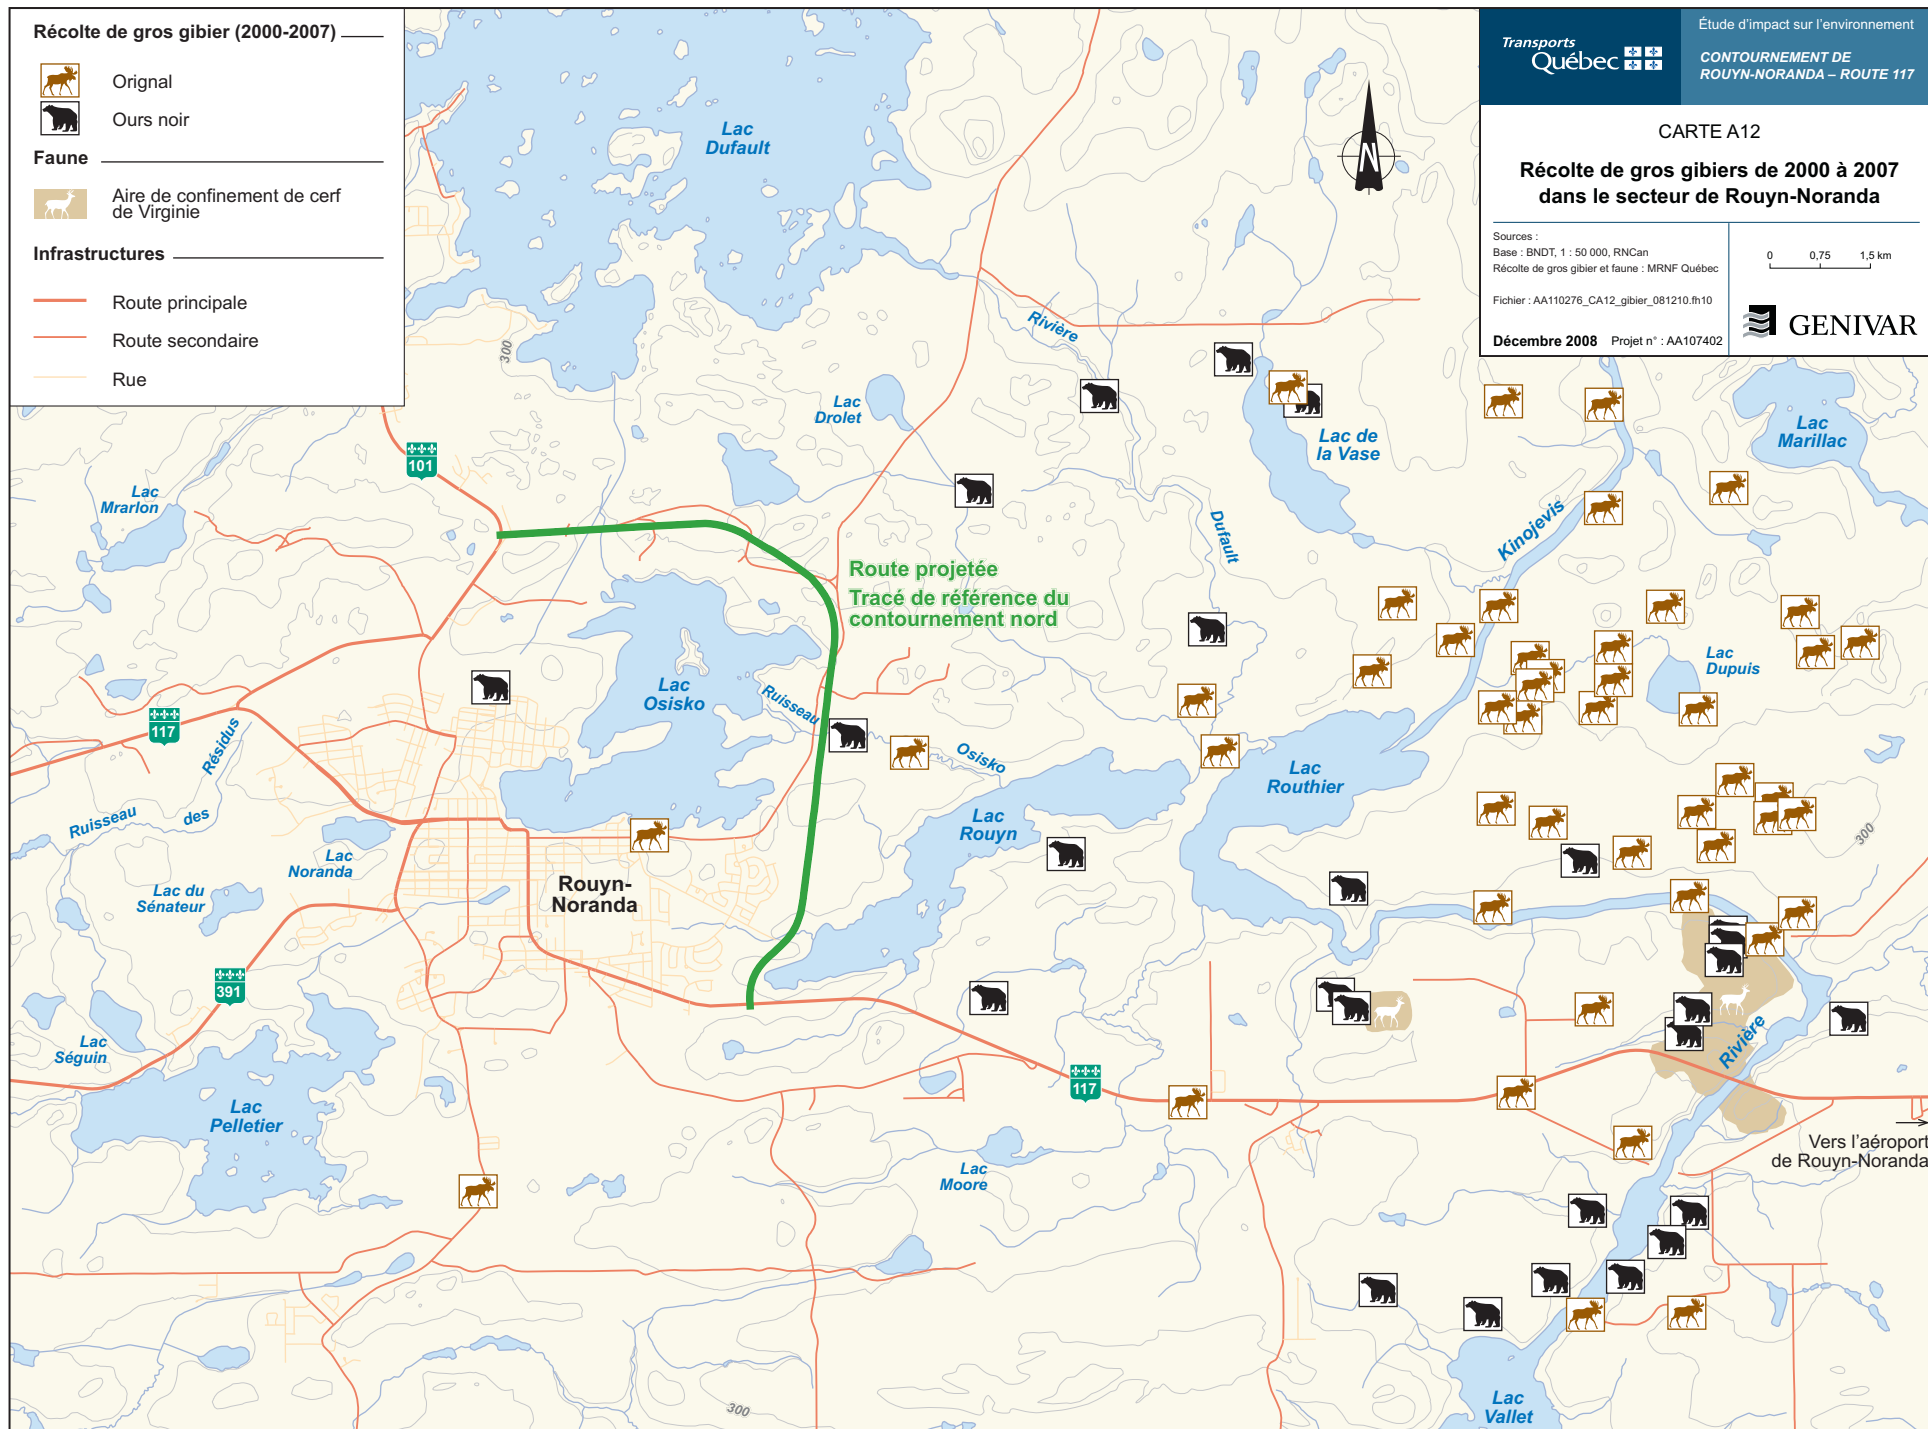 Récolte de gros gibier (2000-2007)
Orignal
Ours noir
Faune
Aire de confinement de cerf
de Virginie
Infrastructures
Route principale
Route secondaire
Rue
Transports
Québec
Étude d'impact sur l'environnement
CONTOURNEMENT DE
ROUYN-NORANDA – ROUTE 117
CARTE A12
Récolte de gros gibiers de 2000 à 2007
dans le secteur de Rouyn-Noranda
Sources :
Base : BNDT, 1 : 50 000, RNCan
Récolte de gros gibier et faune : MRNF Québec
Fichier : AA110276_CA12_gibier_081210.fh10
Décembre 2008 Projet n° : AA107402
0 0,75 1,5 km
GENIVAR
N
Lac
Dufault
300
Rivière
Lac
Drolet
Lac de
la Vase
Lac
Marillac
101
Lac
Mrarlon
Dufault
Kinojevis
Route projetée
Tracé de référence du
contournement nord
Lac
Osisko
Ruisseau
Osisko
Lac
Dupuis
117
Résidus
des
Ruisseau
Lac
Routhier
Lac
Rouyn
300
Lac
Noranda
Lac du
Sénateur
Rouyn-
Noranda
391
Lac
Séguin
Rivière
117
Lac
Pelletier
Vers l'aéroport
de Rouyn-Noranda
Lac
Moore
300
Lac
Vallet